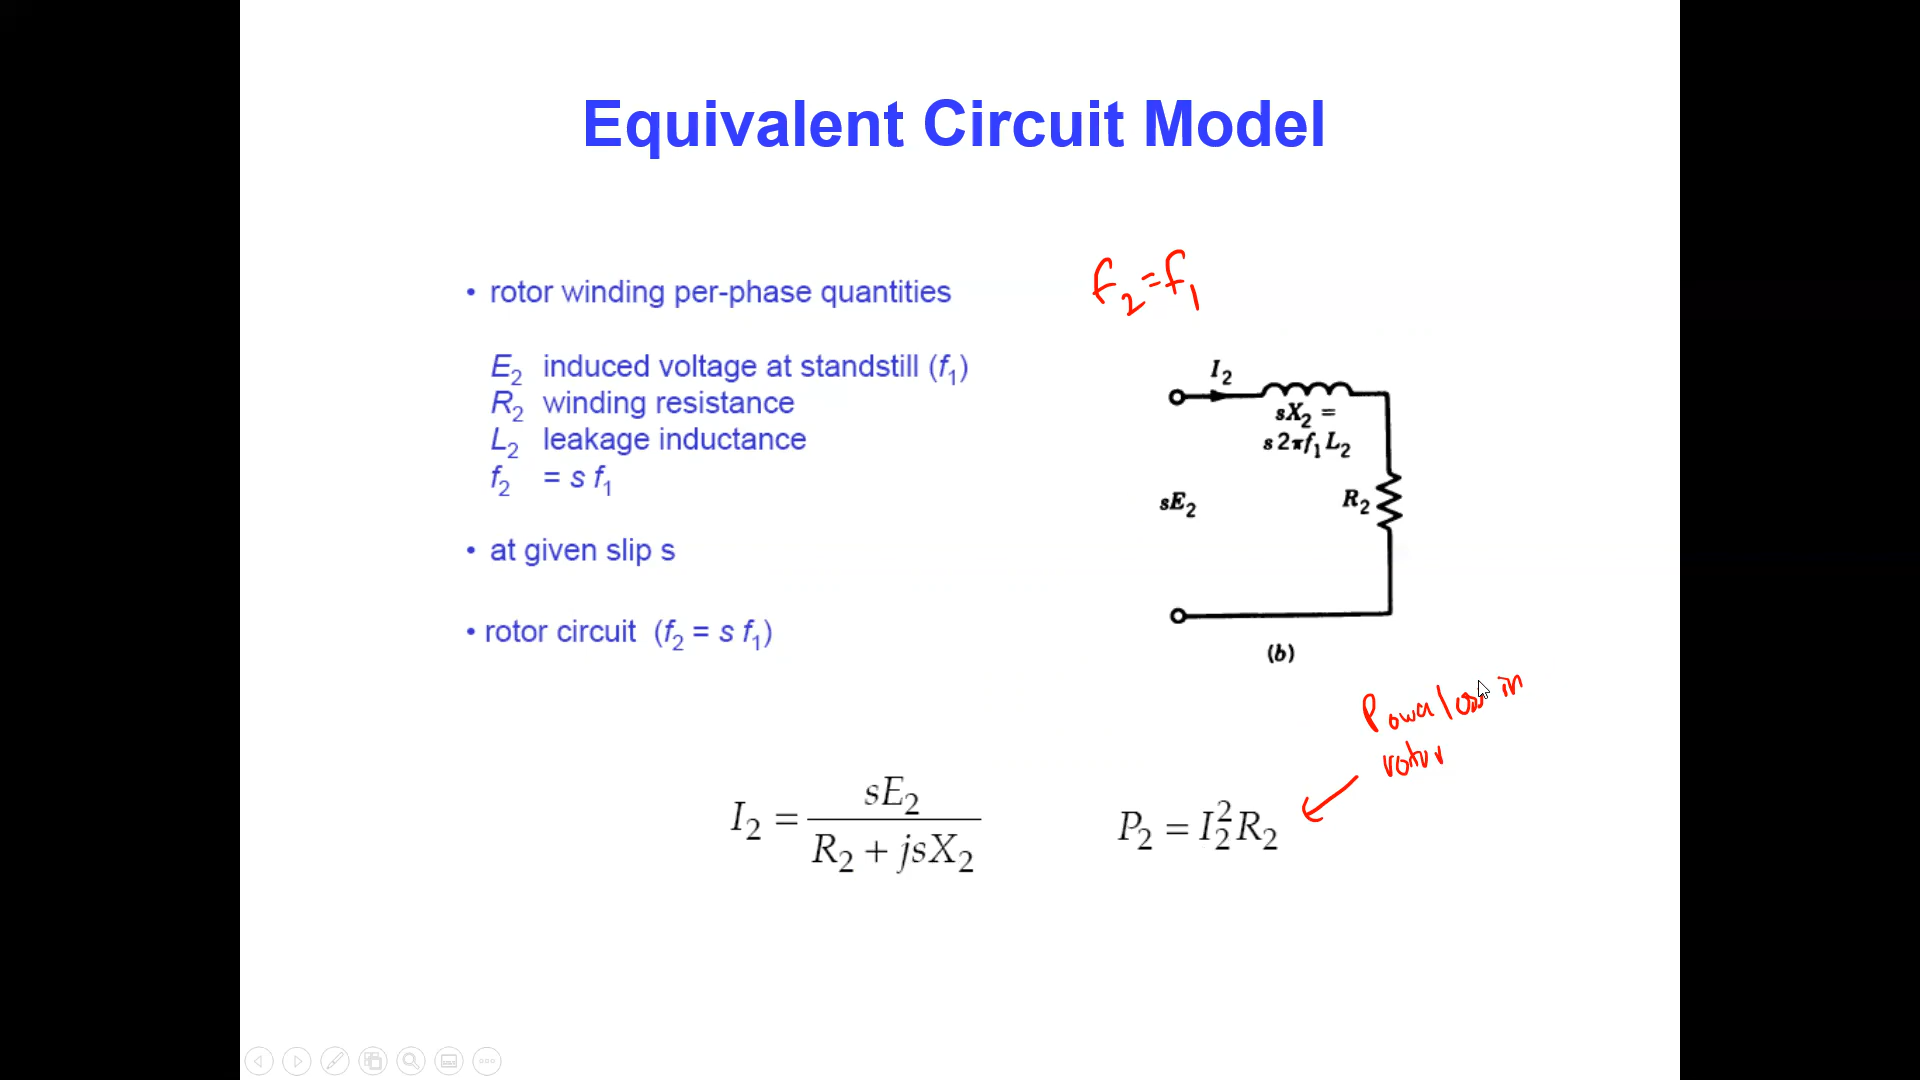 Equivalent Circuit Model
• rotor winding per-phase quantities
f₂ = f₁
E₂ induced voltage at standstill (f₁)
R₂ winding resistance
L₂ leakage inductance
f₂ = s f₁
• at given slip s
• rotor circuit (f₂ = s f₁)
I₂
sX₂ =
s2πf₁L₂
sE₂
R₂
(b)
Power loss in
rotor
I₂ = sE₂ / (R₂ + jsX₂)
P₂ = I₂²R₂